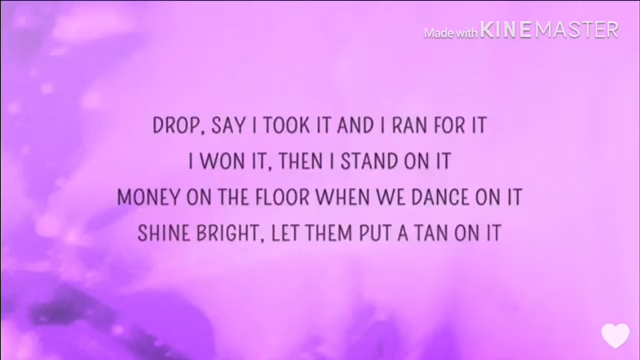 Made with KINEMASTER
DROP, SAY I TOOK IT AND I RAN FOR IT
I WON IT, THEN I STAND ON IT
MONEY ON THE FLOOR WHEN WE DANCE ON IT
SHINE BRIGHT, LET THEM PUT A TAN ON IT